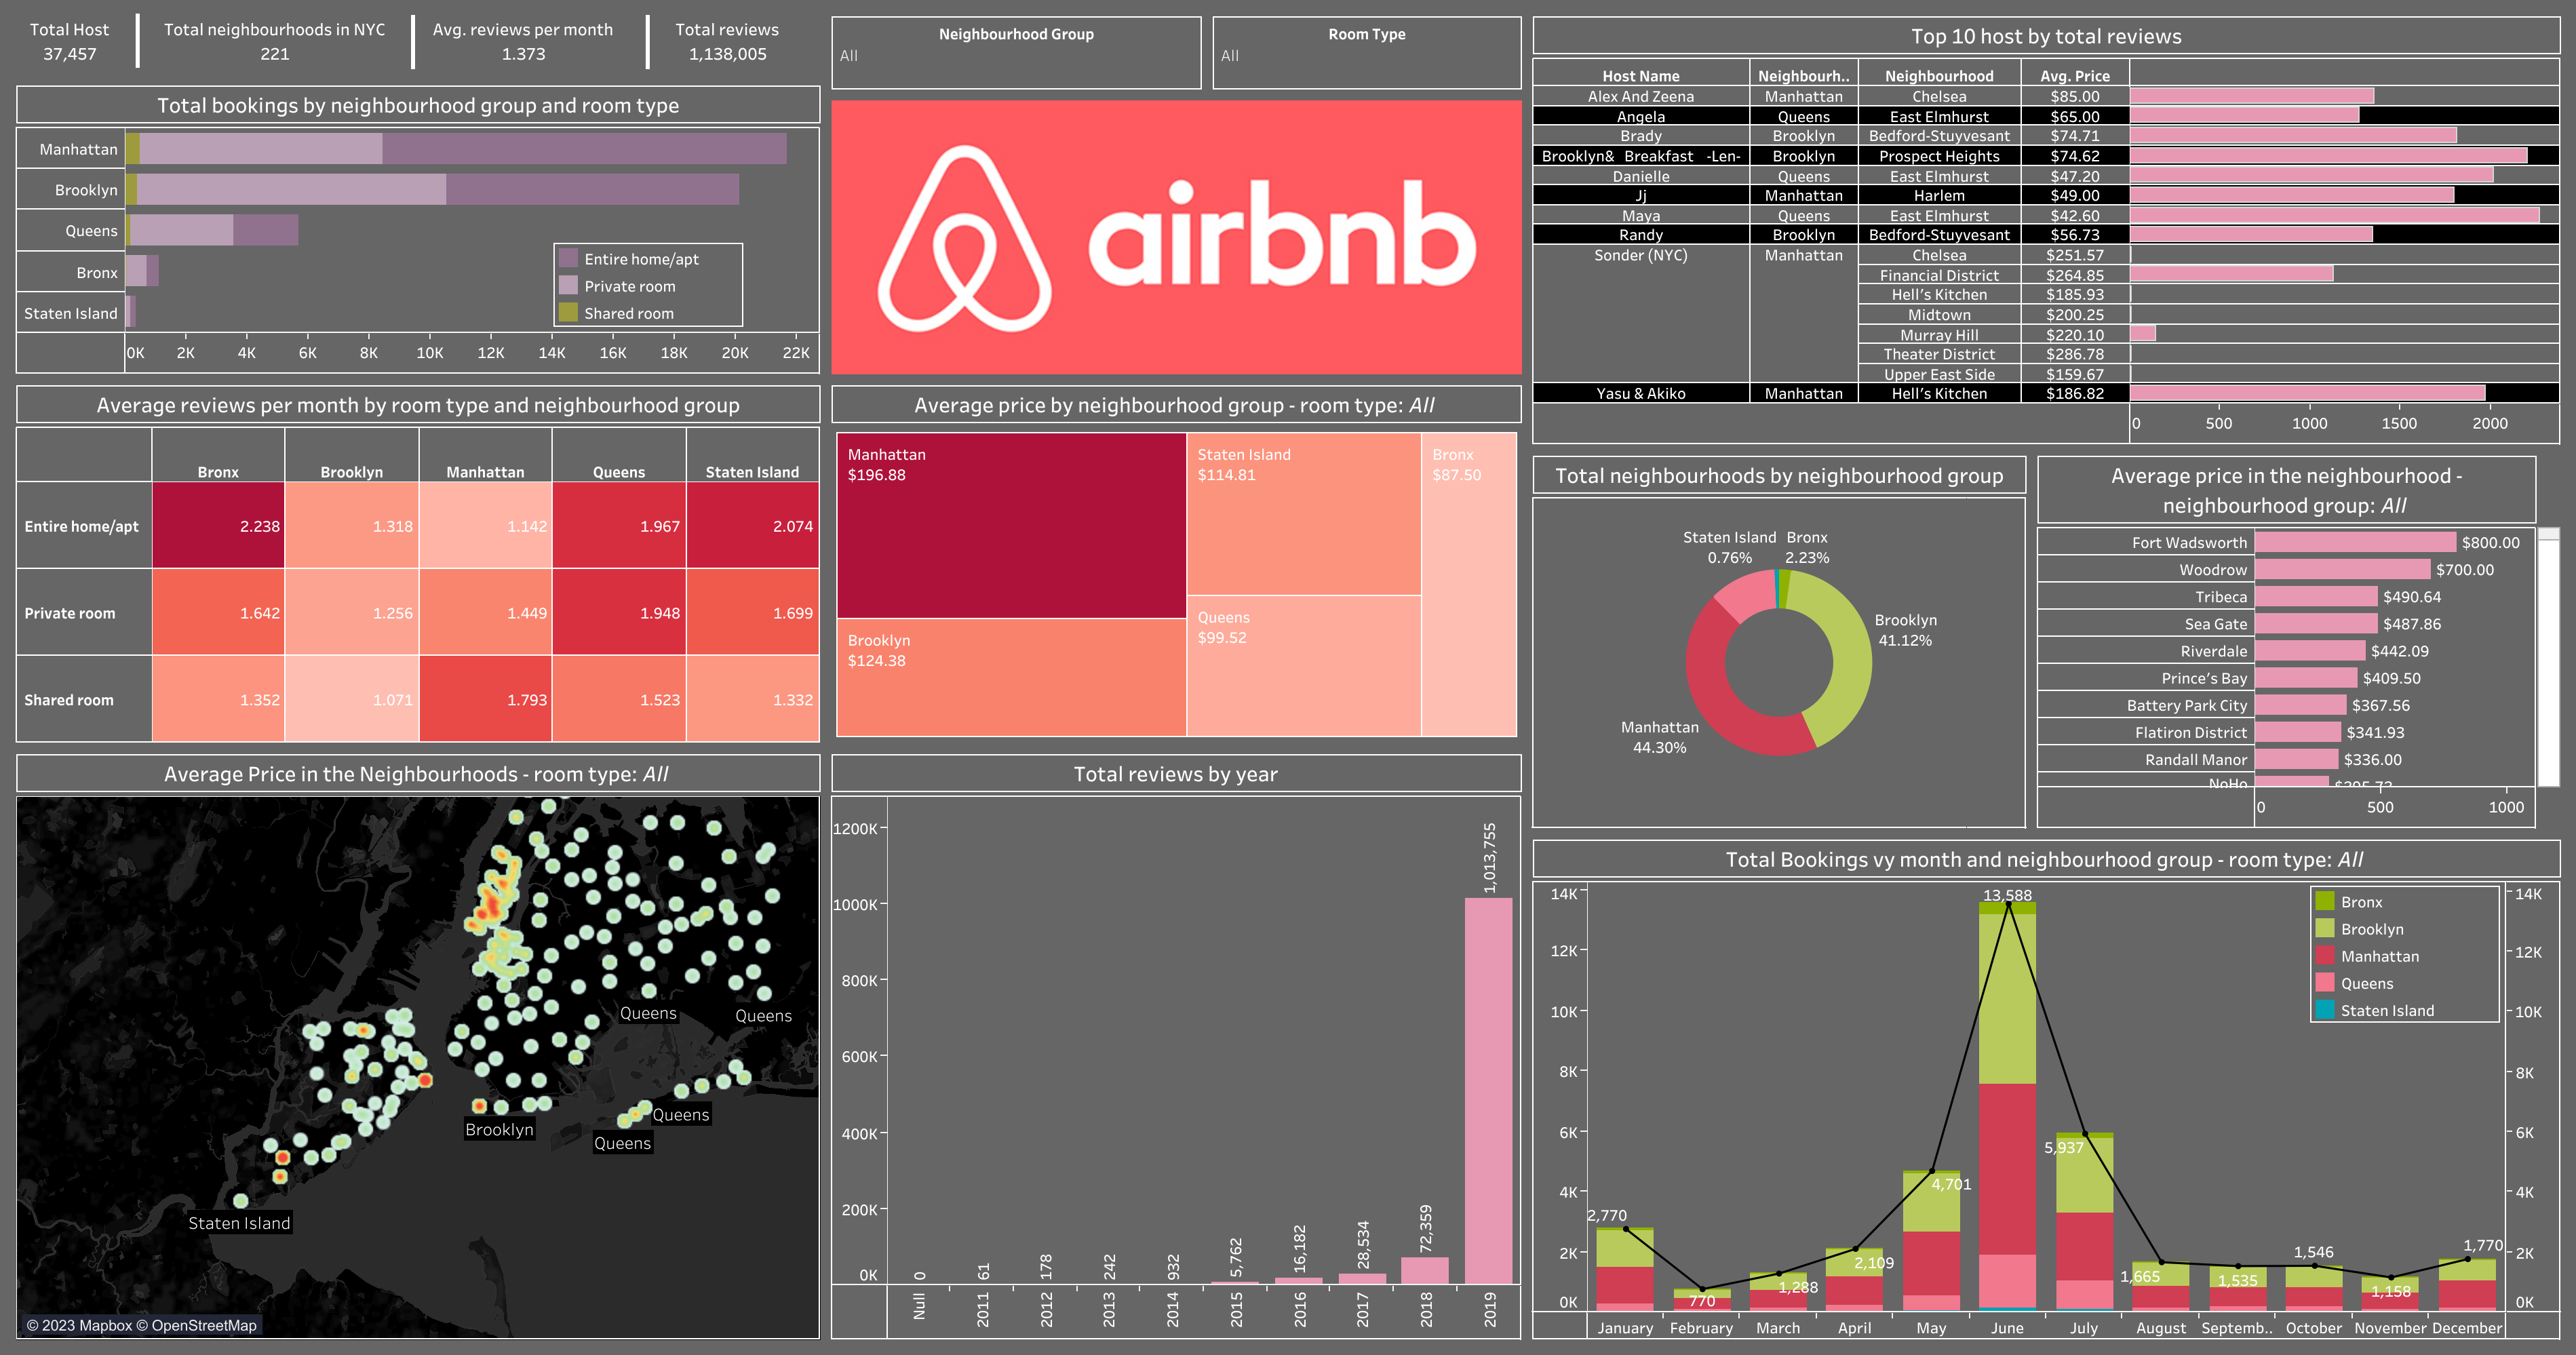 Total Host
37,457
Total neighbourhoods in NYC
221
Avg. reviews per month
1.373
Total reviews
1,138,005
Neighbourhood Group
All
Room Type
All
Total bookings by neighbourhood group and room type
Manhattan
Brooklyn
Queens
Bronx
Staten Island
Entire home/apt
Private room
Shared room
0K 2K 4K 6K 8K 10K 12K 14K 16K 18K 20K 22K
airbnb
Top 10 host by total reviews
Host Name Neighbourh.. Neighbourhood Avg. Price
Alex And Zeena Manhattan Chelsea $85.00
Angela Queens East Elmhurst $65.00
Brady Brooklyn Bedford-Stuyvesant $74.71
Brooklyn& Breakfast -Len- Brooklyn Prospect Heights $74.62
Danielle Queens East Elmhurst $47.20
Jj Manhattan Harlem $49.00
Maya Queens East Elmhurst $42.60
Randy Brooklyn Bedford-Stuyvesant $56.73
Sonder (NYC) Manhattan Chelsea $251.57
Financial District $264.85
Hell's Kitchen $185.93
Midtown $200.25
Murray Hill $220.10
Theater District $286.78
Upper East Side $159.67
Yasu & Akiko Manhattan Hell's Kitchen $186.82
0 500 1000 1500 2000
Average reviews per month by room type and neighbourhood group
Bronx Brooklyn Manhattan Queens Staten Island
Entire home/apt 2.238 1.318 1.142 1.967 2.074
Private room 1.642 1.256 1.449 1.948 1.699
Shared room 1.352 1.071 1.793 1.523 1.332
Average price by neighbourhood group - room type: All
Manhattan
$196.88
Brooklyn
$124.38
Staten Island
$114.81
Queens
$99.52
Bronx
$87.50
Total neighbourhoods by neighbourhood group
Staten Island
0.76%
Bronx
2.23%
Brooklyn
41.12%
Manhattan
44.30%
Average price in the neighbourhood -
neighbourhood group: All
Fort Wadsworth $800.00
Woodrow $700.00
Tribeca $490.64
Sea Gate $487.86
Riverdale $442.09
Prince's Bay $409.50
Battery Park City $367.56
Flatiron District $341.93
Randall Manor $336.00
NoHo $295.72
0 500 1000
Average Price in the Neighbourhoods - room type: All
Queens
Queens
Queens
Brooklyn
Queens
Staten Island
© 2023 Mapbox © OpenStreetMap
Total reviews by year
1200K
1000K
800K
600K
400K
200K
0K
0
61
178
242
932
5,762
16,182
28,534
72,359
1,013,755
Null 2011 2012 2013 2014 2015 2016 2017 2018 2019
Total Bookings vy month and neighbourhood group - room type: All
14K
12K
10K
8K
6K
4K
2K
0K
2,770
770
1,288
2,109
4,701
13,588
5,937
1,665
1,535
1,546
1,158
1,770
Bronx
Brooklyn
Manhattan
Queens
Staten Island
14K
12K
10K
8K
6K
4K
2K
0K
January February March April May June July August Septemb.. October November December